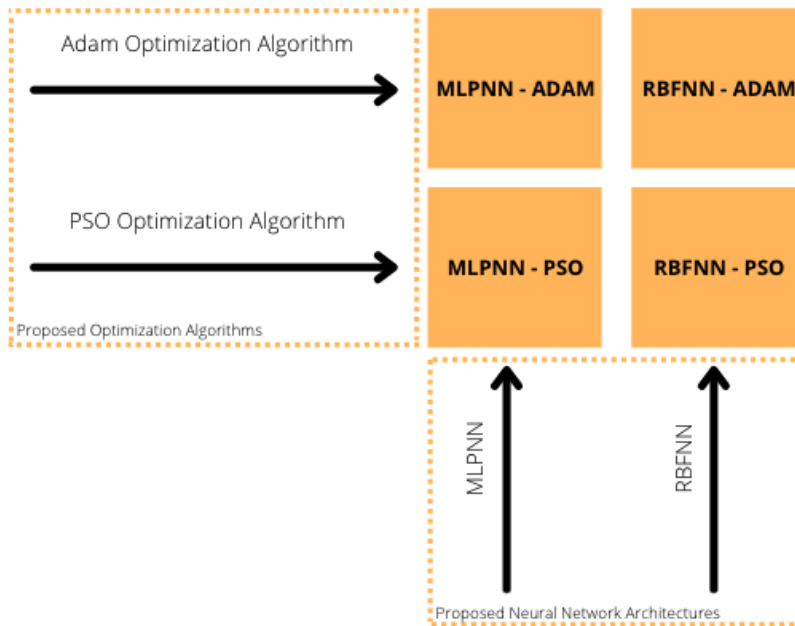 Adam Optimization Algorithm
MLPNN - ADAM
RBFNN - ADAM
PSO Optimization Algorithm
MLPNN - PSO
RBFNN - PSO
Proposed Optimization Algorithms
MLPNN
RBFNN
Proposed Neural Network Architectures